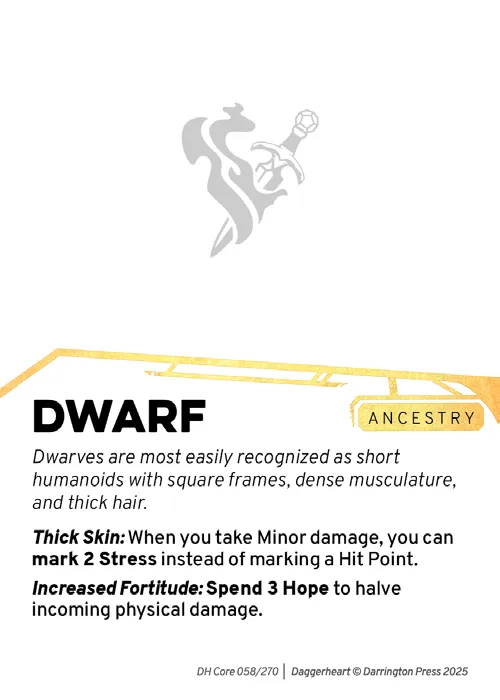 DWARF
ANCESTRY
Dwarves are most easily recognized as short
humanoids with square frames, dense musculature,
and thick hair.
Thick Skin: When you take Minor damage, you can
mark 2 Stress instead of marking a Hit Point.
Increased Fortitude: Spend 3 Hope to halve
incoming physical damage.
DH Core 058/270 | Daggerheart © Darrington Press 2025